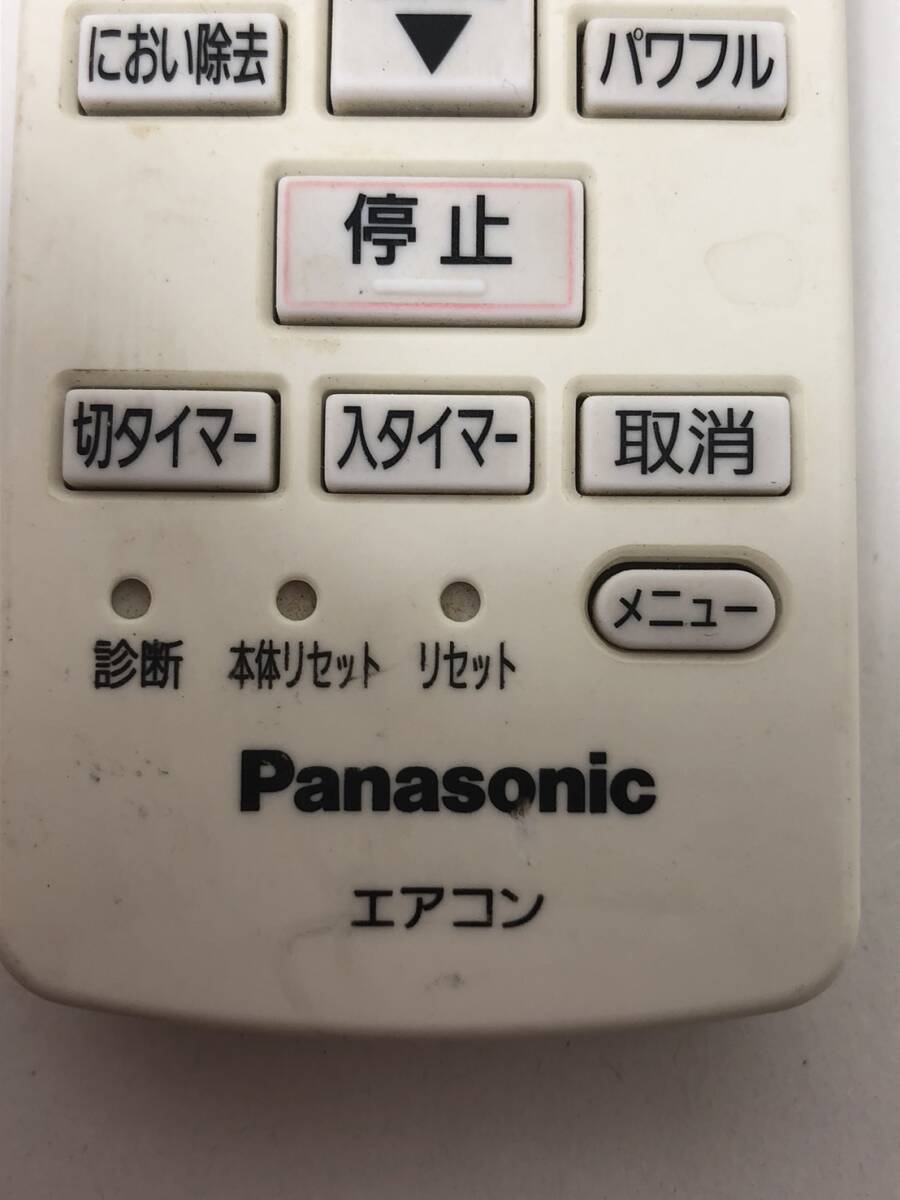 におい除去
▼
パワフル
停止
切タイマー
入タイマー
取消
メニュー
診断
本体リセット
リセット
Panasonic
エアコン